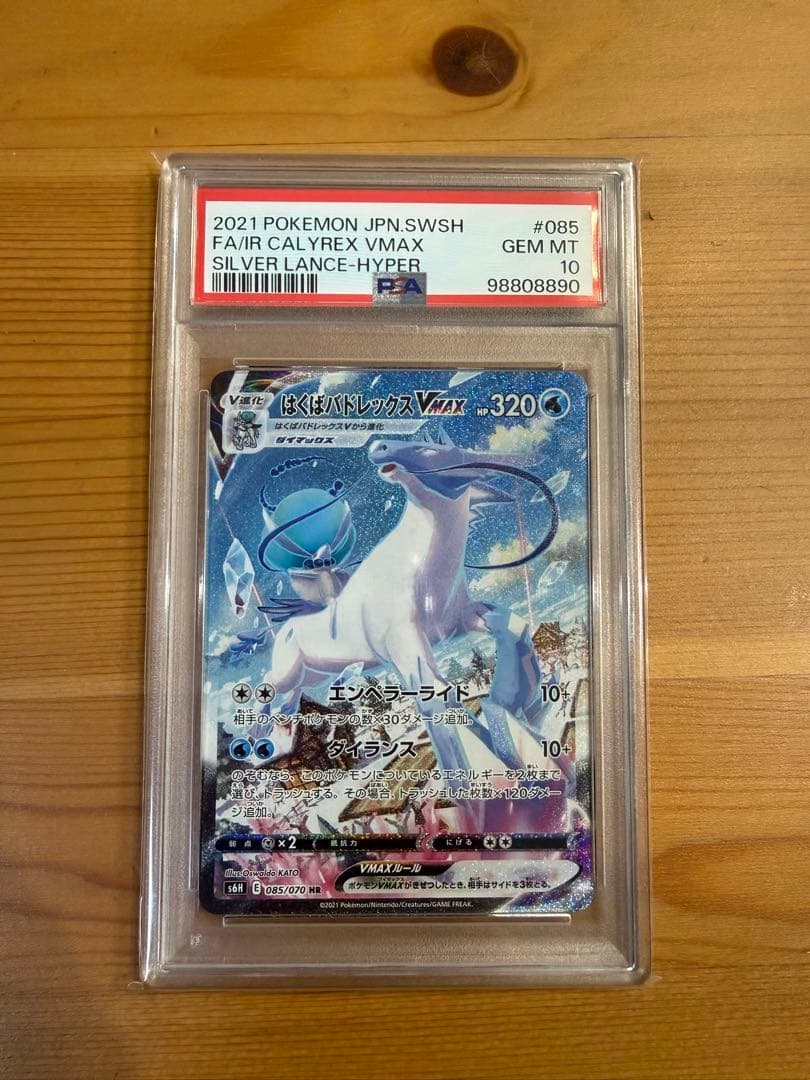 2021 POKEMON JPN.SWSH #085
FA/IR CALYREX VMAX GEM MT
SILVER LANCE-HYPER 10
PSA 98808890
V進化 はくばバドレックスVMAX HP320
はくばバドレックスVから進化
ダイマックス
エンペラーライド 10+
相手のベンチポケモンの数×30ダメージ追加。
ダイランス 10+
のぞむなら、このポケモンについているエネルギーを2枚まで
選び、トラッシュする。その場合、トラッシュした枚数×120ダメー
ジ追加。
弱点 ×2 抵抗力 にげる
Illus.Oswaldo KATO
VMAXルール
s6H E 085/070 HR
ポケモンVMAXがきぜつしたとき、相手はサイドを3枚とる。
©2021 Pokémon/Nintendo/Creatures/GAME FREAK.